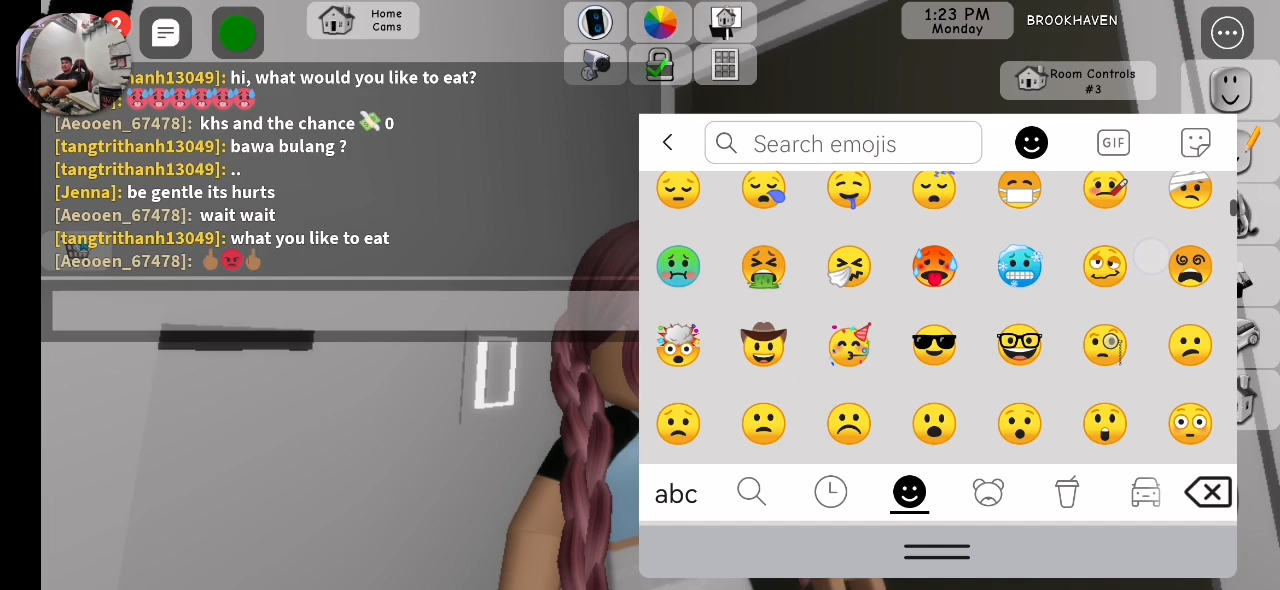 2
Home
Cams
1:23 PM
Monday
BROOKHAVEN
Room Controls
#3
hanh13049]: hi, what would you like to eat?
]:
[Aeooen_67478]: khs and the chance 💸 0
[tangtrithanh13049]: bawa bulang ?
[tangtrithanh13049]: ..
[Jenna]: be gentle its hurts
[Aeooen_67478]: wait wait
[tangtrithanh13049]: what you like to eat
[Aeooen_67478]: 🖕🏾😡🖕🏾
Search emojis
GIF
abc